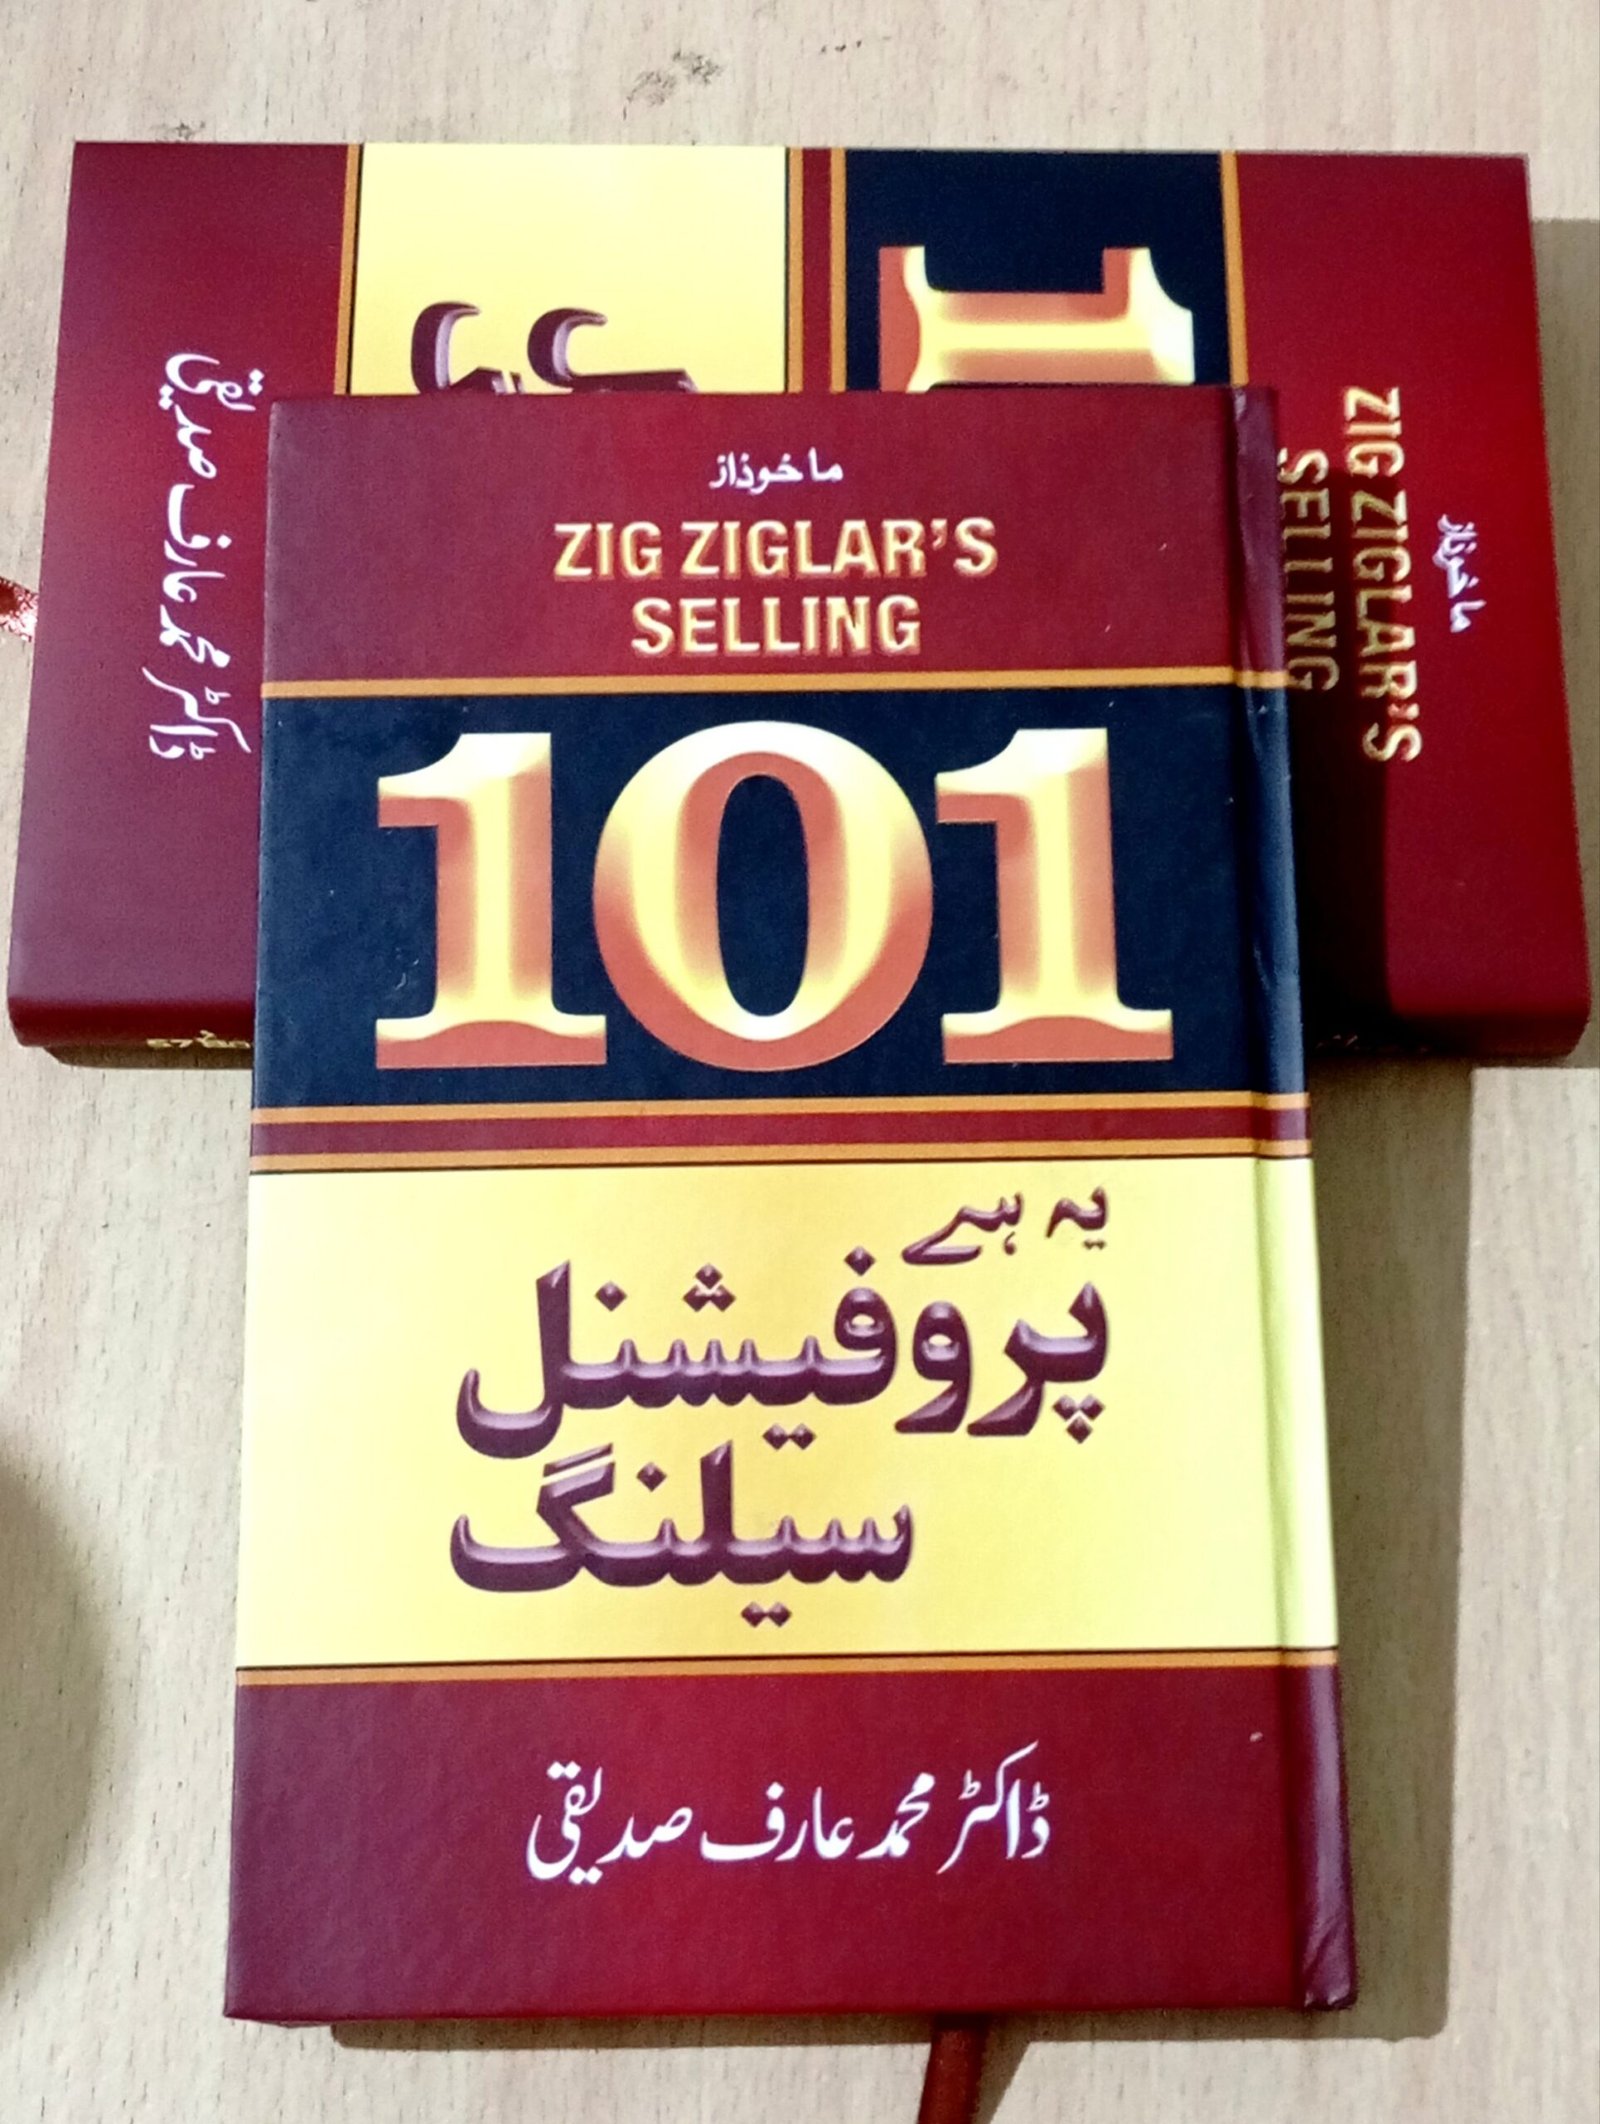 ماخوذاز
ZIG ZIGLAR'S
SELLING
101
یہ ہے
پروفیشنل
سیلنگ
ڈاکٹر محمد عارف صدیقی
ماخوذاز
ZIG ZIGLAR'S
SELLING
1
ڈاکٹر محمد عارف صدیقی